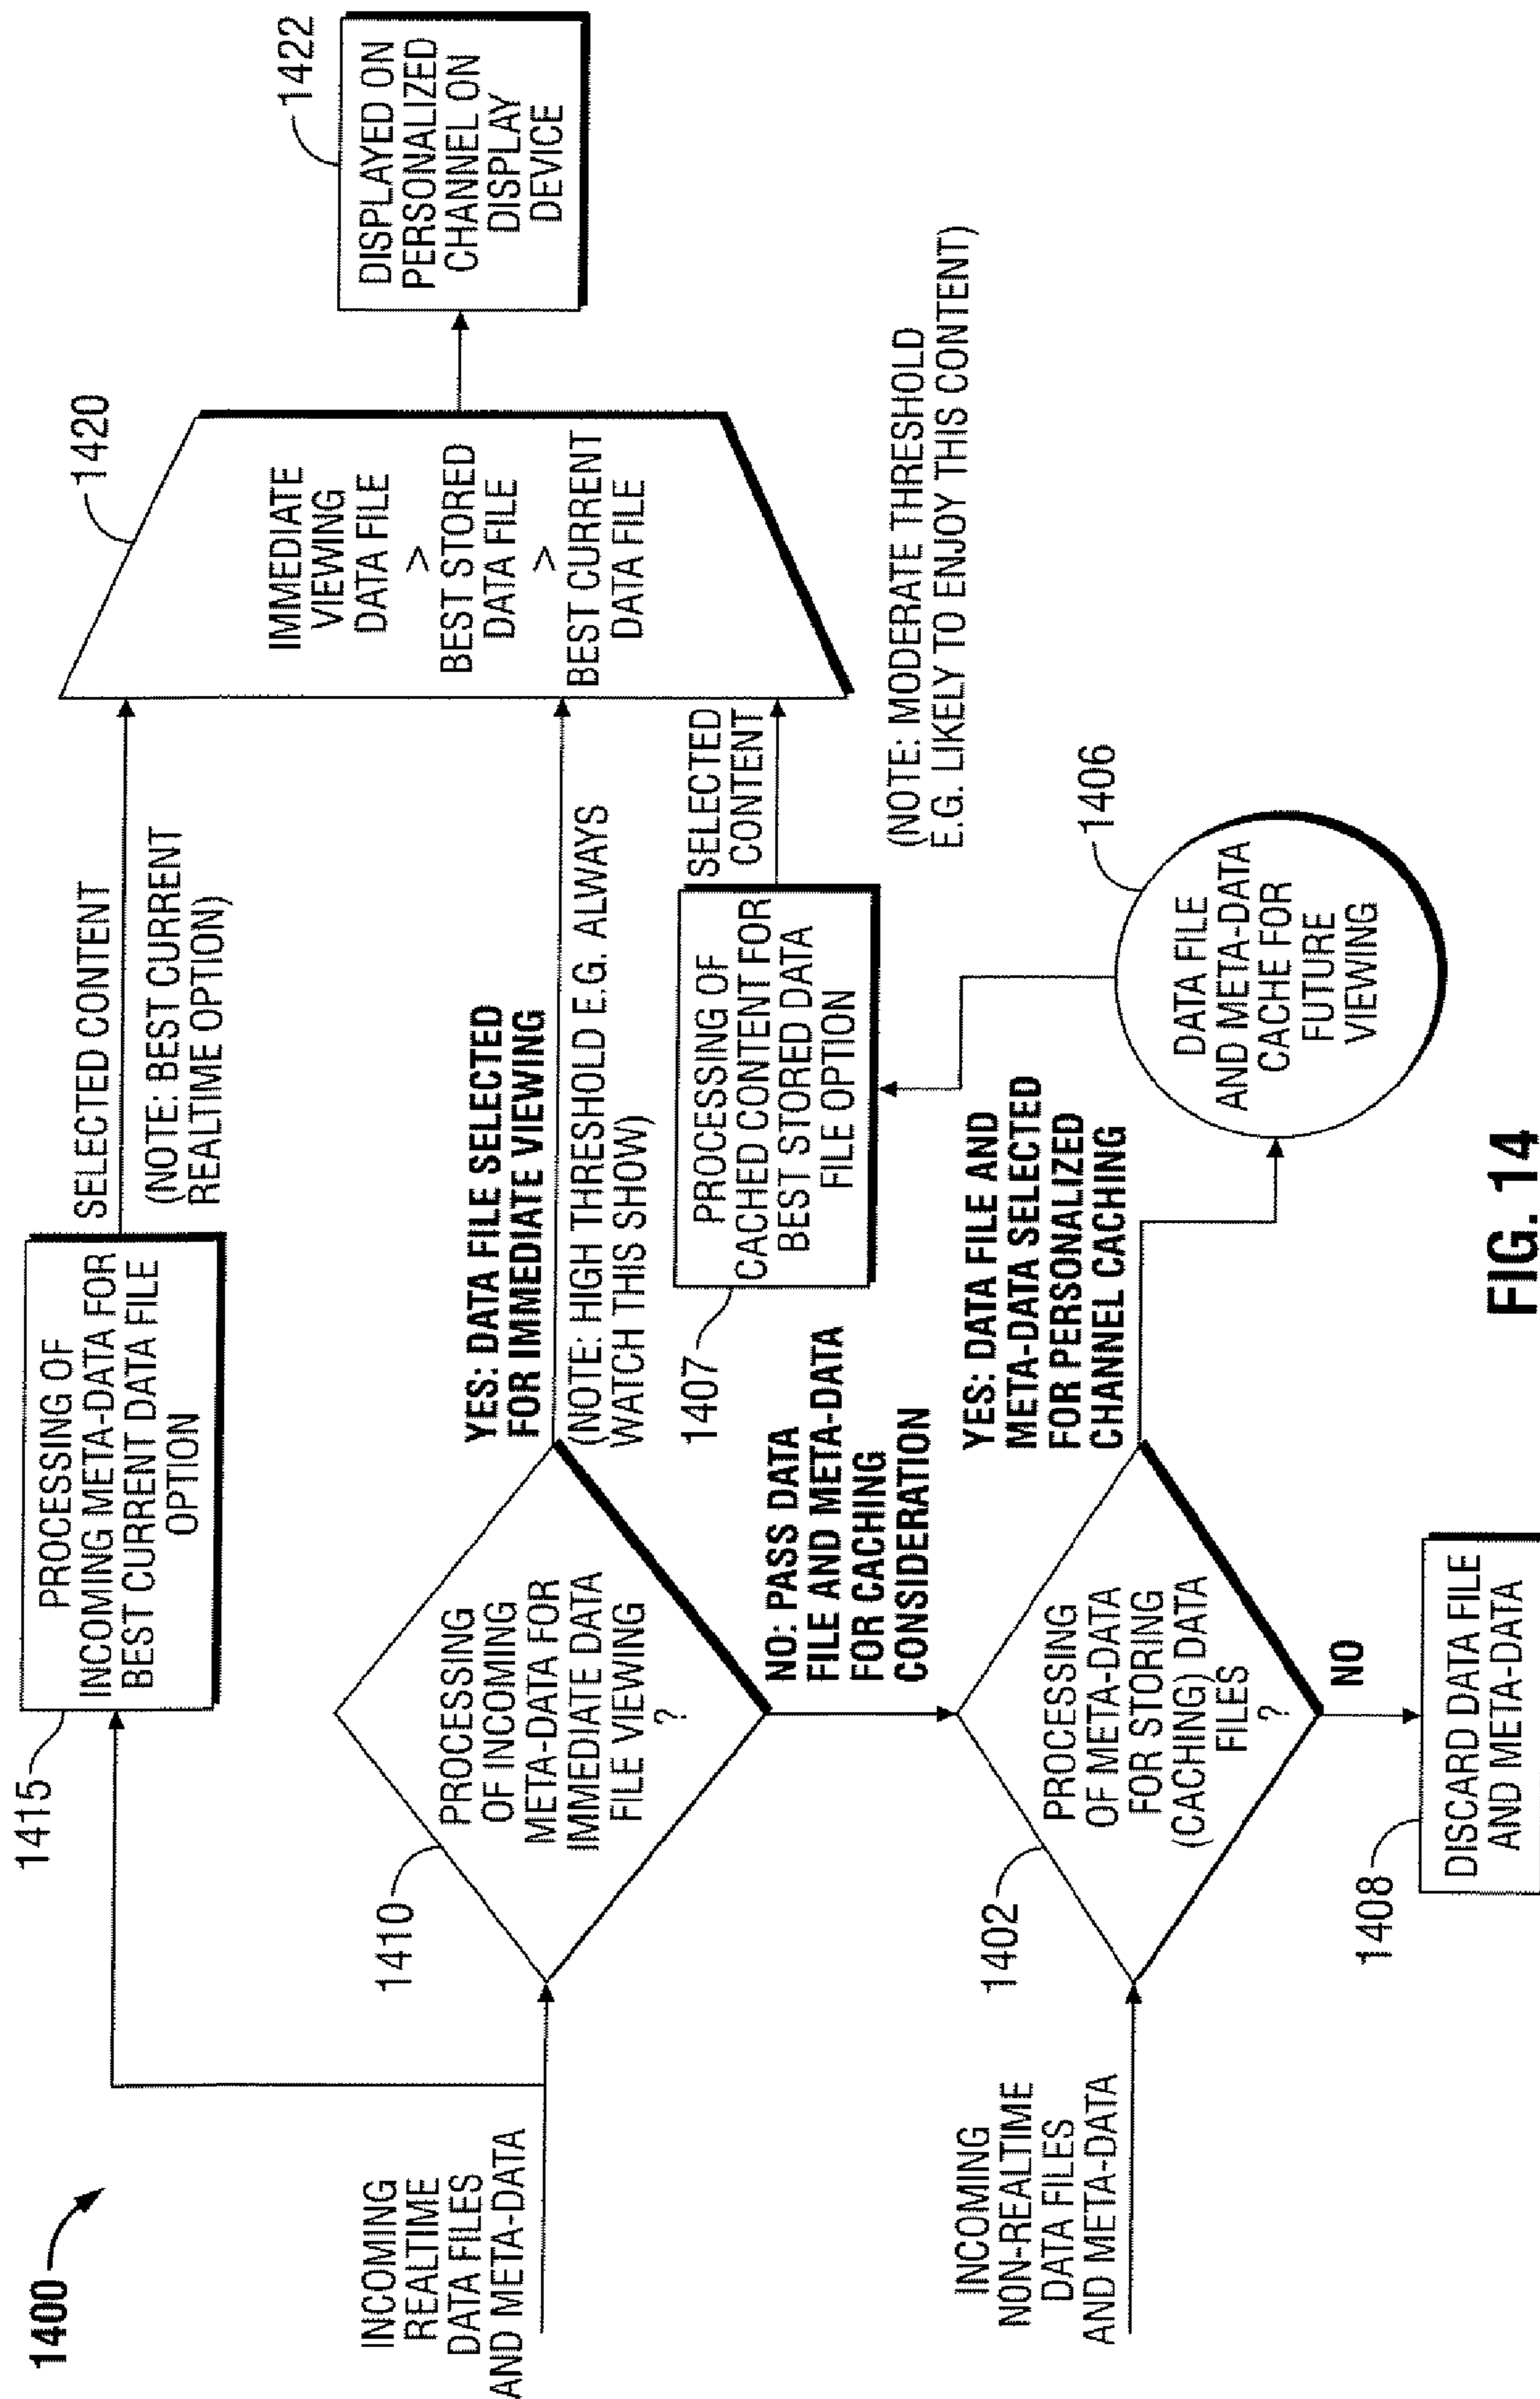 1400
1415
PROCESSING OF
INCOMING META-DATA FOR
BEST CURRENT DATA FILE
OPTION
SELECTED CONTENT
(NOTE: BEST CURRENT
REALTIME OPTION)
1420
IMMEDIATE
VIEWING
DATA FILE
>
BEST STORED
DATA FILE
>
BEST CURRENT
DATA FILE
1422
DISPLAYED ON
PERSONALIZED
CHANNEL ON
DISPLAY
DEVICE
INCOMING
REALTIME
DATA FILES
AND META-DATA
1410
PROCESSING
OF INCOMING
META-DATA FOR
IMMEDIATE DATA
FILE VIEWING
?
YES: DATA FILE SELECTED
FOR IMMEDIATE VIEWING
(NOTE: HIGH THRESHOLD E.G. ALWAYS
WATCH THIS SHOW)
1407
PROCESSING OF
CACHED CONTENT FOR
BEST STORED DATA
FILE OPTION
SELECTED
CONTENT
(NOTE: MODERATE THRESHOLD
E.G. LIKELY TO ENJOY THIS CONTENT)
NO: PASS DATA
FILE AND META-DATA
FOR CACHING
CONSIDERATION
INCOMING
NON-REALTIME
DATA FILES
AND META-DATA
1402
PROCESSING
OF META-DATA
FOR STORING
(CACHING) DATA
FILES
?
YES: DATA FILE AND
META-DATA SELECTED
FOR PERSONALIZED
CHANNEL CACHING
1406
DATA FILE
AND META-DATA
CACHE FOR
FUTURE
VIEWING
NO
1408
DISCARD DATA FILE
AND META-DATA
FIG. 14